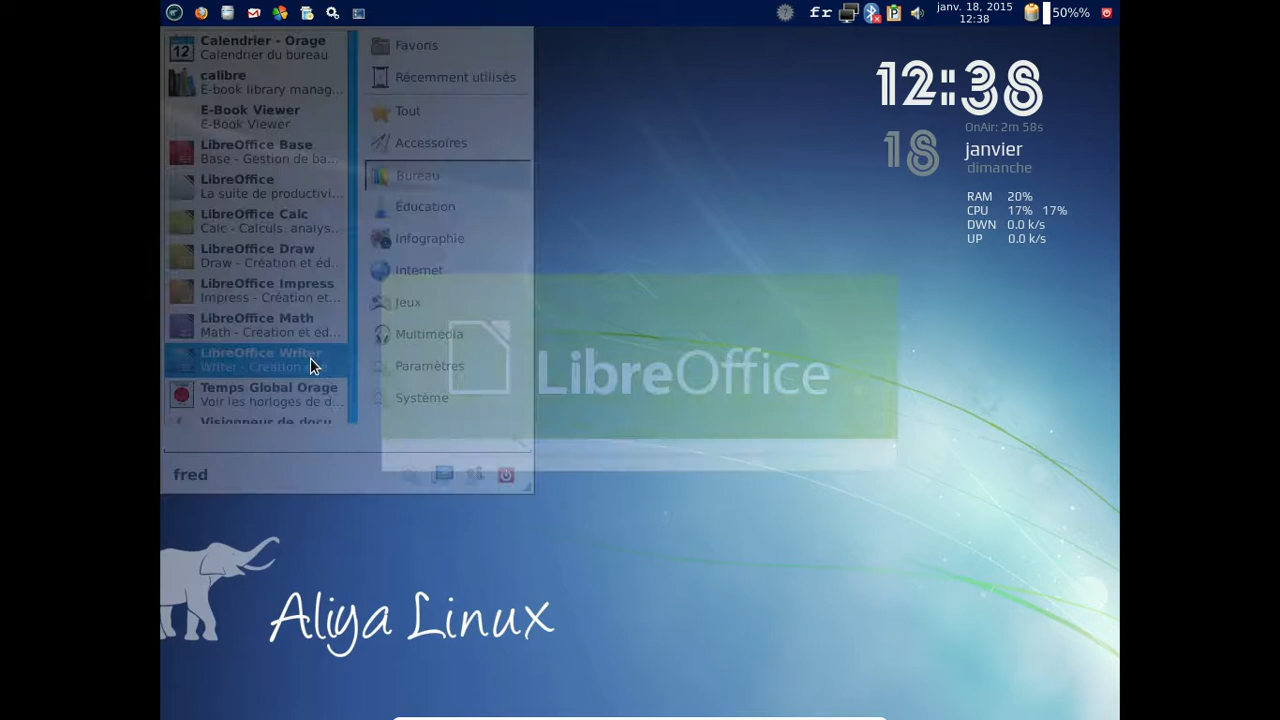 fr
janv. 18, 2015
12:38
50%%
Calendrier - Orage
Calendrier du bureau
calibre
E-book library manag...
E-Book Viewer
E-Book Viewer
LibreOffice Base
Base - Gestion de ba...
LibreOffice
La suite de productivi...
LibreOffice Calc
Calc - Calculs: analys...
LibreOffice Draw
Draw - Création et éd...
LibreOffice Impress
Impress - Création et...
LibreOffice Math
Math - Création et éd...
LibreOffice Writer
Writer - Création
Temps Global Orage
Voir les horloges de d...
Visionneur de docu
Favoris
Récemment utilisés
Tout
Accessoires
Bureau
Éducation
Infographie
Internet
Jeux
Multimédia
Paramètres
Système
fred
LibreOffice
12:38
OnAir: 2m 58s
18
janvier
dimanche
RAM 20%
CPU 17% 17%
DWN 0.0 k/s
UP 0.0 k/s
Aliya Linux